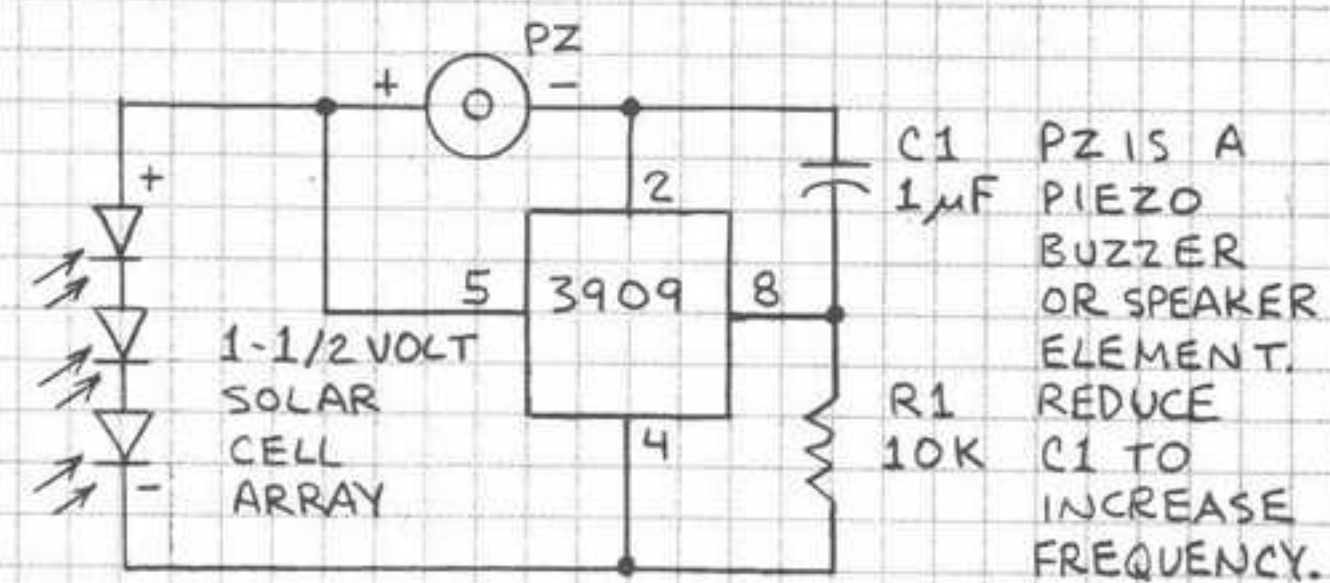 PZ
+
-
+
2
5
3909
8
4
-
1-1/2 VOLT
SOLAR
CELL
ARRAY
C1
1µF
R1
10K
PZ IS A
PIEZO
BUZZER
OR SPEAKER
ELEMENT.
REDUCE
C1 TO
INCREASE
FREQUENCY.